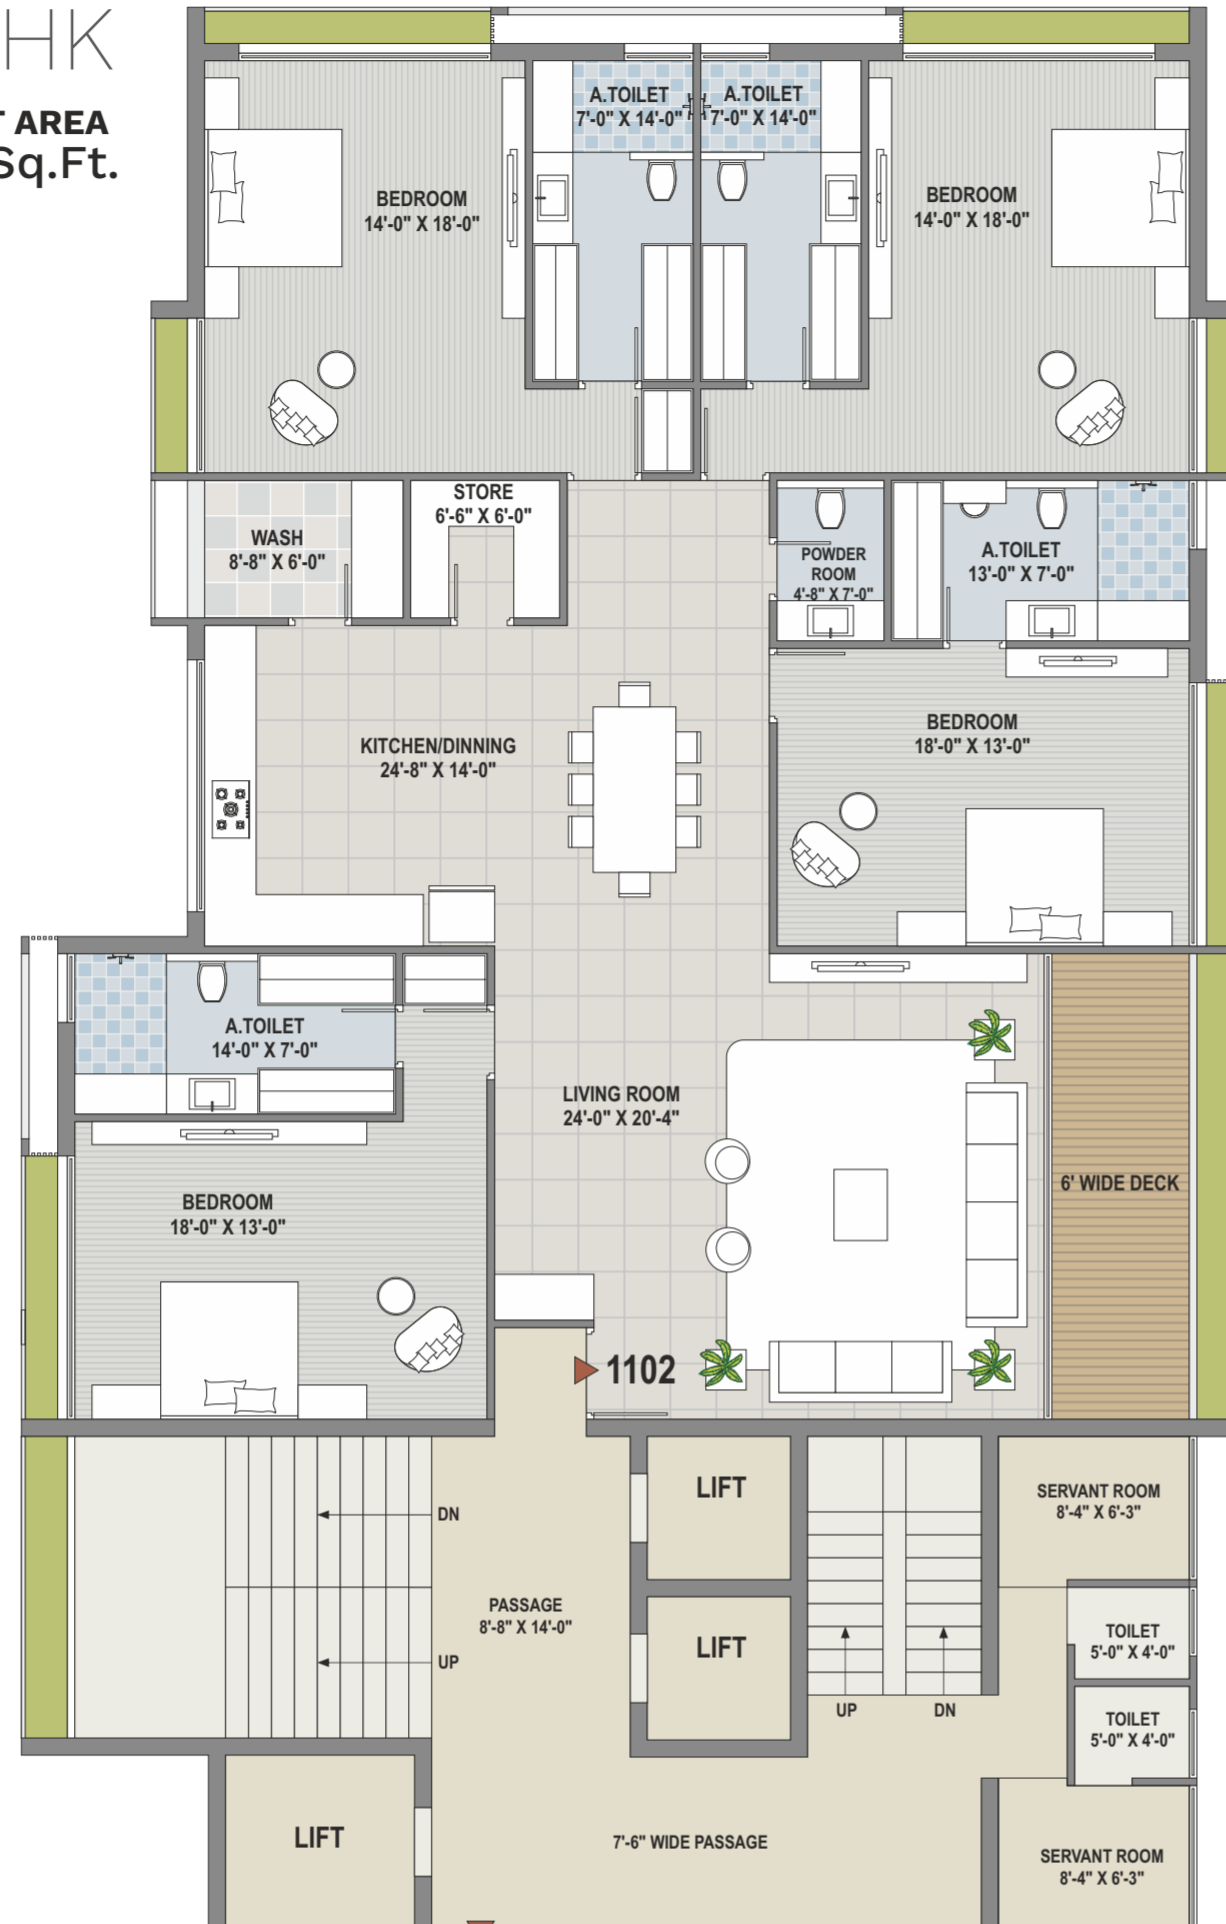 HK
T AREA
Sq.Ft.
A.TOILET
7'-0" X 14'-0"
A.TOILET
7'-0" X 14'-0"
BEDROOM
14'-0" X 18'-0"
BEDROOM
14'-0" X 18'-0"
STORE
6'-6" X 6'-0"
WASH
8'-8" X 6'-0"
POWDER
ROOM
4'-8" X 7'-0"
A.TOILET
13'-0" X 7'-0"
KITCHEN/DINNING
24'-8" X 14'-0"
BEDROOM
18'-0" X 13'-0"
A.TOILET
14'-0" X 7'-0"
LIVING ROOM
24'-0" X 20'-4"
BEDROOM
18'-0" X 13'-0"
6' WIDE DECK
1102
DN
UP
PASSAGE
8'-8" X 14'-0"
LIFT
LIFT
UP
DN
SERVANT ROOM
8'-4" X 6'-3"
TOILET
5'-0" X 4'-0"
TOILET
5'-0" X 4'-0"
LIFT
7'-6" WIDE PASSAGE
SERVANT ROOM
8'-4" X 6'-3"